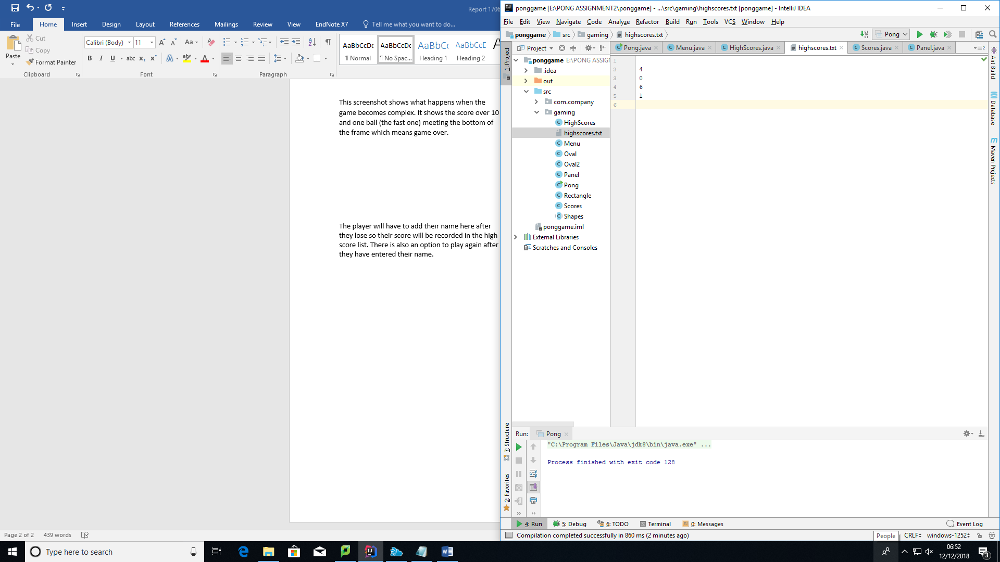 Report 1706
File Home Insert Design Layout References Mailings Review View EndNote X7 Tell me what you want to do...
Paste
Cut
Copy
Format Painter
Clipboard
Calibri (Body) 11
Font
Paragraph
AaBbCcDc AaBbCcDc AaBbCc AaBbCcD
¶ Normal ¶ No Spac... Heading 1 Heading 2
This screenshot shows what happens when the
game becomes complex. It shows the score over 10
and one ball (the fast one) meeting the bottom of
the frame which means game over.
The player will have to add their name here after
they lose so their score will be recorded in the high
score list. There is also an option to play again after
they have entered their name.
Page 2 of 2 439 words
ponggame [E:\PONG ASSIGNMENT2\ponggame] - ...\src\gaming\highscores.txt [ponggame] - IntelliJ IDEA
File Edit View Navigate Code Analyze Refactor Build Run Tools VCS Window Help
ponggame src gaming highscores.txt
Pong
1: Project
Project
Pong.java Menu.java HighScores.java highscores.txt Scores.java Panel.java
ponggame E:\PONG ASSIGN
.idea
out
src
com.company
gaming
HighScores
highscores.txt
Menu
Oval
Oval2
Panel
Pong
Rectangle
Scores
Shapes
ponggame.iml
External Libraries
Scratches and Consoles
1
2 4
3 0
4 6
5 1
6
Ant Build
Database
Maven Projects
7: Structure
2: Favorites
Run: Pong
"C:\Program Files\Java\jdk8\bin\java.exe" ...
Process finished with exit code 128
4: Run 5: Debug 6: TODO Terminal 0: Messages Event Log
Compilation completed successfully in 860 ms (2 minutes ago)
People
CRLF windows-1252
Type here to search
06:52
12/12/2018
3